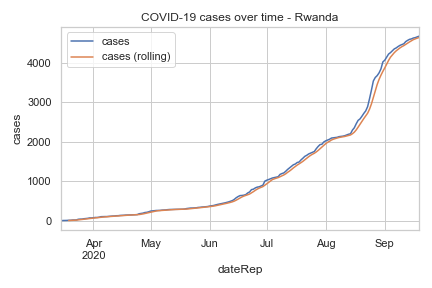 COVID-19 cases over time - Rwanda
cases
cases (rolling)
cases
4000
3000
2000
1000
0
Apr
2020
May
Jun
Jul
Aug
Sep
dateRep